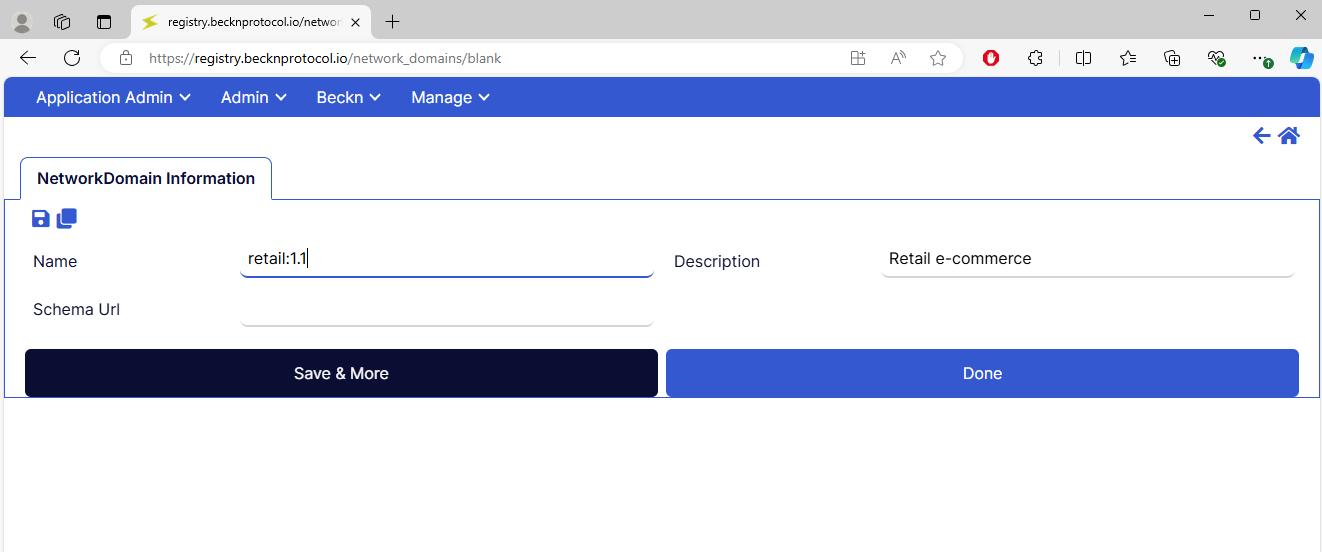 registry.becknprotocol.io/networ
https://registry.becknprotocol.io/network_domains/blank
Application Admin Admin Beckn Manage
NetworkDomain Information
Name retail:1.1 Description Retail e-commerce
Schema Url
Save & More Done